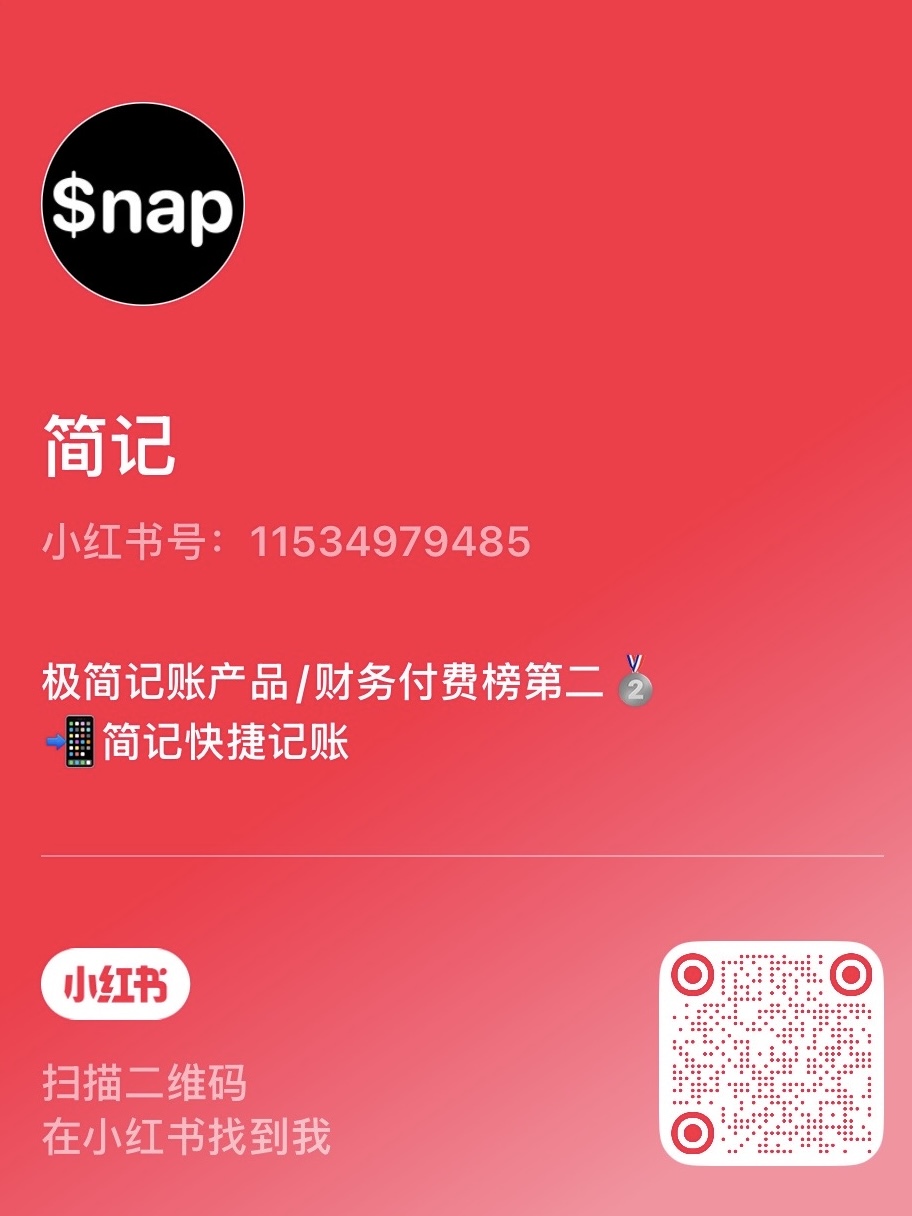 $nap
简记
小红书号：11534979485
极简记账产品/财务付费榜第二🥈
📲简记快捷记账
小红书
扫描二维码
在小红书找到我